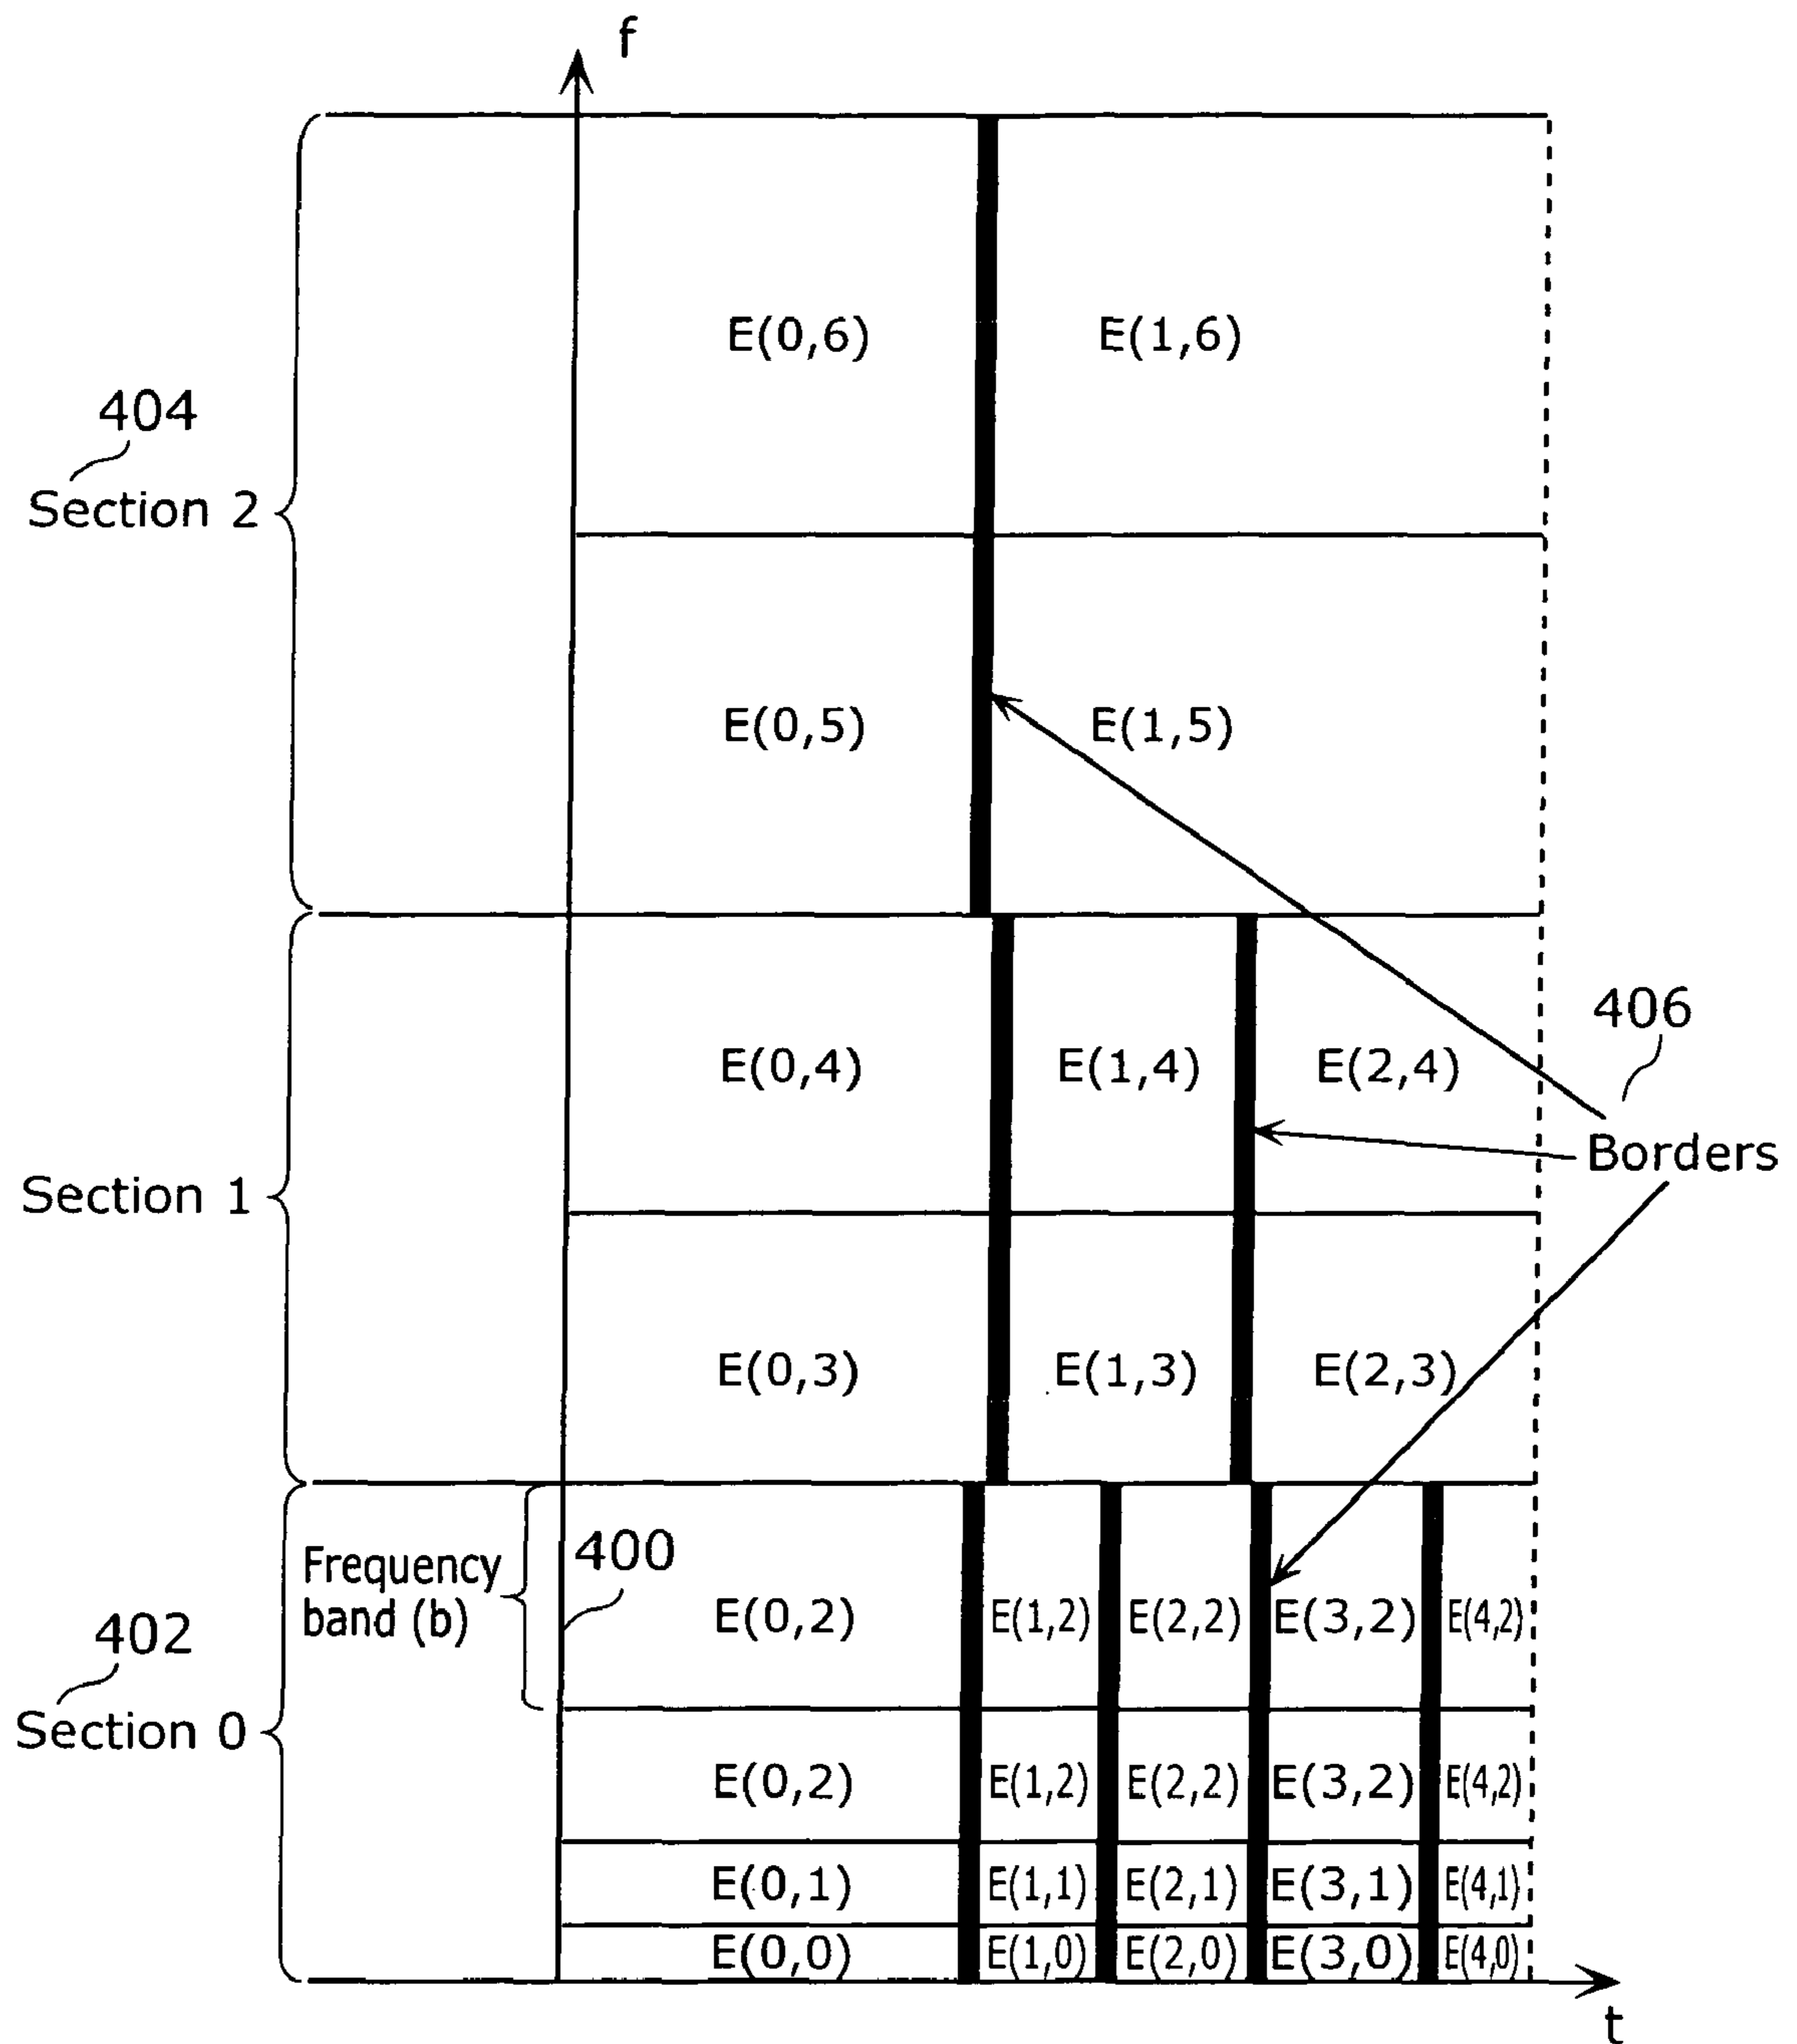 f
E(0,6) E(1,6)
404
Section 2
E(0,5) E(1,5)
406
E(0,4) E(1,4) E(2,4)
Borders
Section 1
E(0,3) E(1,3) E(2,3)
400
Frequency
band (b)
E(0,2) E(1,2) E(2,2) E(3,2) E(4,2)
402
Section 0
E(0,2) E(1,2) E(2,2) E(3,2) E(4,2)
E(0,1) E(1,1) E(2,1) E(3,1) E(4,1)
E(0,0) E(1,0) E(2,0) E(3,0) E(4,0)
t